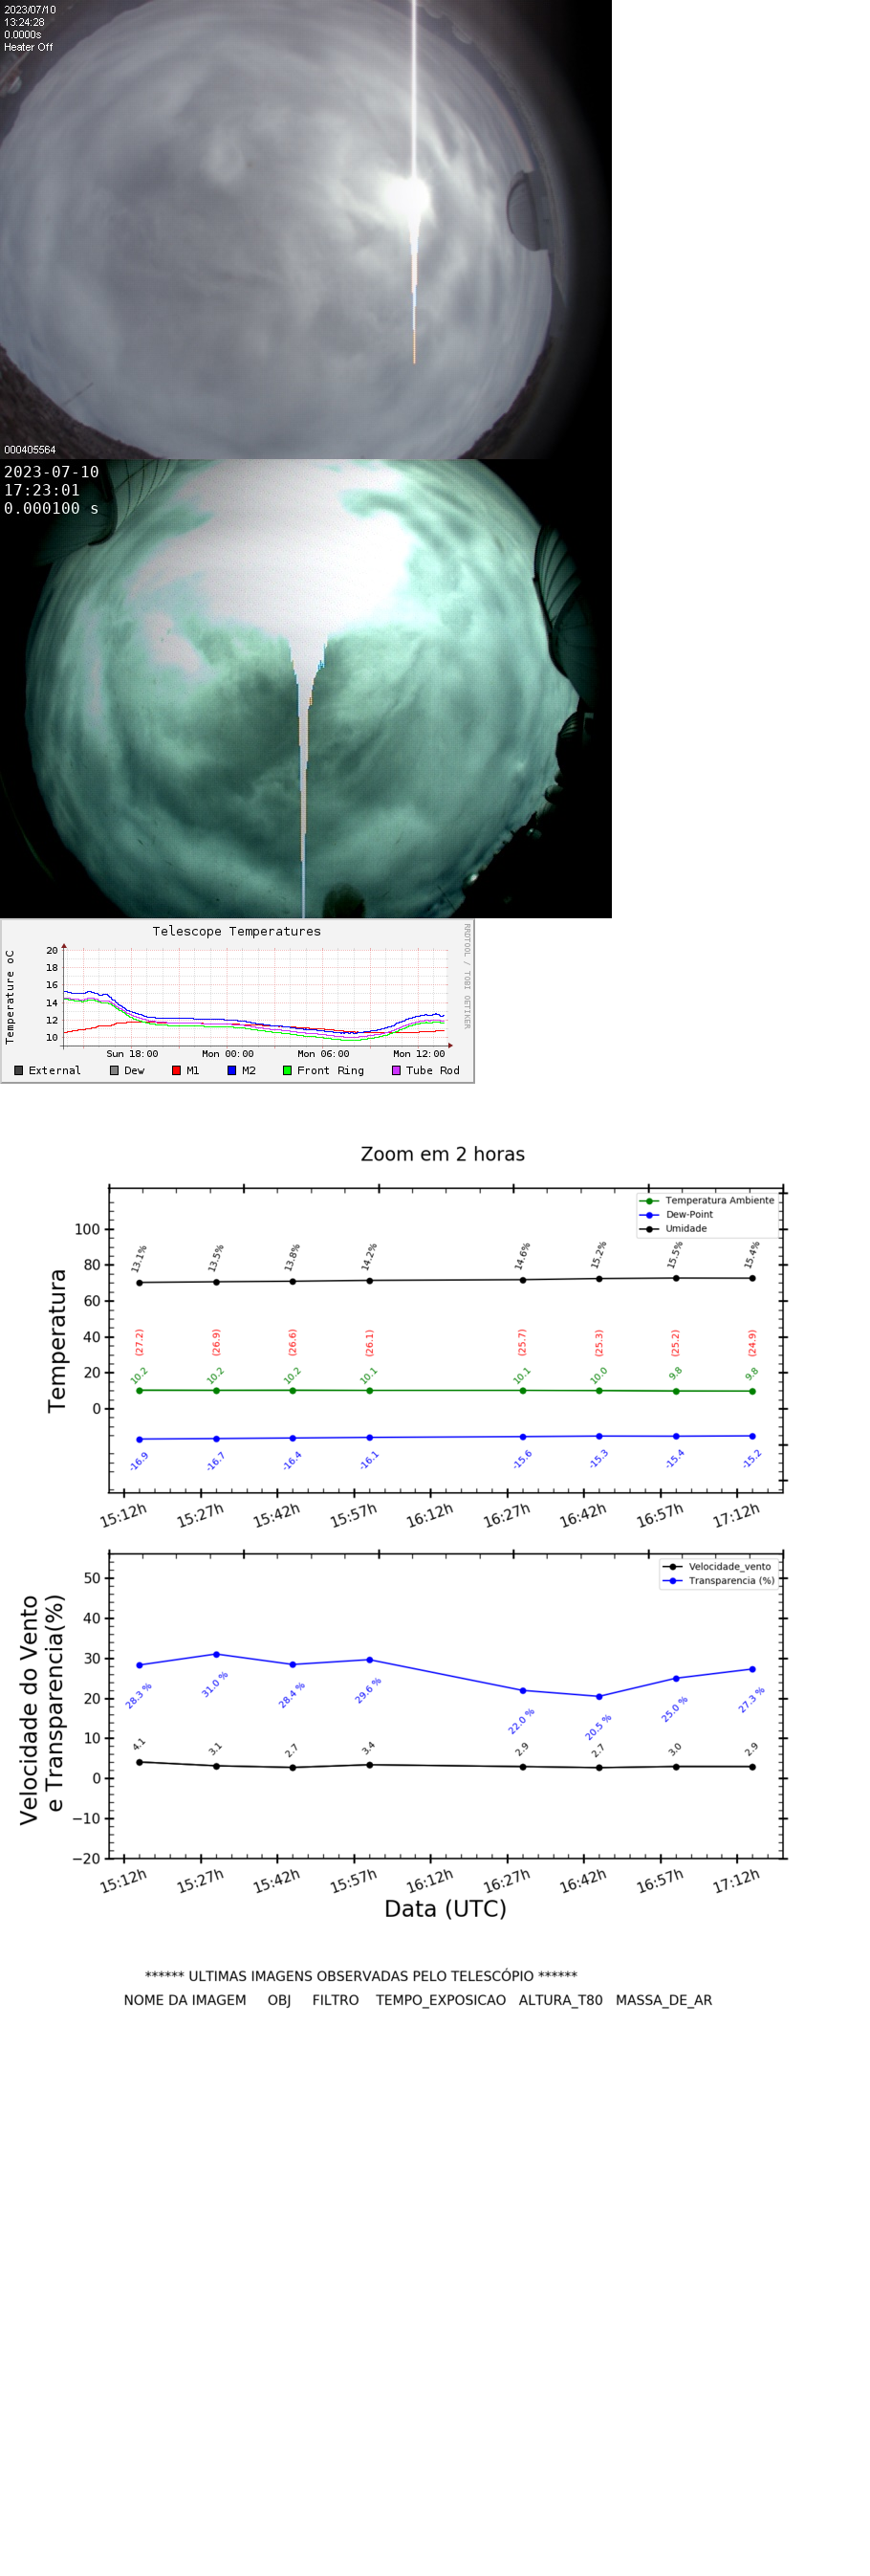 2023/07/10
13:24:28
0.0000s
Heater Off
000405564
2023-07-10
17:23:01
0.000100 s
Telescope Temperatures
RRDTOOL / TOBI OETIKER
Temperature oC
20
18
16
14
12
10
Sun 18:00 Mon 00:00 Mon 06:00 Mon 12:00
External Dew M1 M2 Front Ring Tube Rod
Zoom em 2 horas
Temperatura Ambiente
Dew-Point
Umidade
Temperatura
100
80
60
40
20
0
13.1% 13.5% 13.8% 14.2% 14.6% 15.2% 15.5% 15.4%
(27.2) (26.9) (26.6) (26.1) (25.7) (25.3) (25.2) (24.9)
10.2 10.2 10.2 10.1 10.1 10.0 9.8 9.8
-16.9 -16.7 -16.4 -16.1 -15.6 -15.3 -15.4 -15.2
15:12h 15:27h 15:42h 15:57h 16:12h 16:27h 16:42h 16:57h 17:12h
Velocidade_vento
Transparencia (%)
Velocidade do Vento
e Transparencia(%)
50
40
30
20
10
0
−10
−20
28.3 % 31.0 % 28.4 % 29.6 % 22.0 % 20.5 % 25.0 % 27.3 %
4.1 3.1 2.7 3.4 2.9 2.7 3.0 2.9
15:12h 15:27h 15:42h 15:57h 16:12h 16:27h 16:42h 16:57h 17:12h
Data (UTC)
****** ULTIMAS IMAGENS OBSERVADAS PELO TELESCÓPIO ******
NOME DA IMAGEM OBJ FILTRO TEMPO_EXPOSICAO ALTURA_T80 MASSA_DE_AR